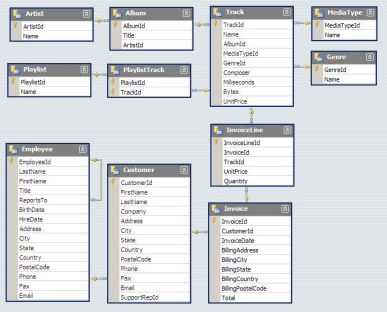 Artist
ArtistId
Name
Album
AlbumId
Title
ArtistId
Track
TrackId
Name
AlbumId
MediaTypeId
GenreId
Composer
Milliseconds
Bytes
UnitPrice
MediaType
MediaTypeId
Name
Genre
GenreId
Name
Playlist
PlaylistId
Name
PlaylistTrack
PlaylistId
TrackId
InvoiceLine
InvoiceLineId
InvoiceId
TrackId
UnitPrice
Quantity
Employee
EmployeeId
LastName
FirstName
Title
ReportsTo
BirthDate
HireDate
Address
City
State
Country
PostalCode
Phone
Fax
Email
Customer
CustomerId
FirstName
LastName
Company
Address
City
State
Country
PostalCode
Phone
Fax
Email
SupportRepId
Invoice
InvoiceId
CustomerId
InvoiceDate
BillingAddress
BillingCity
BillingState
BillingCountry
BillingPostalCode
Total